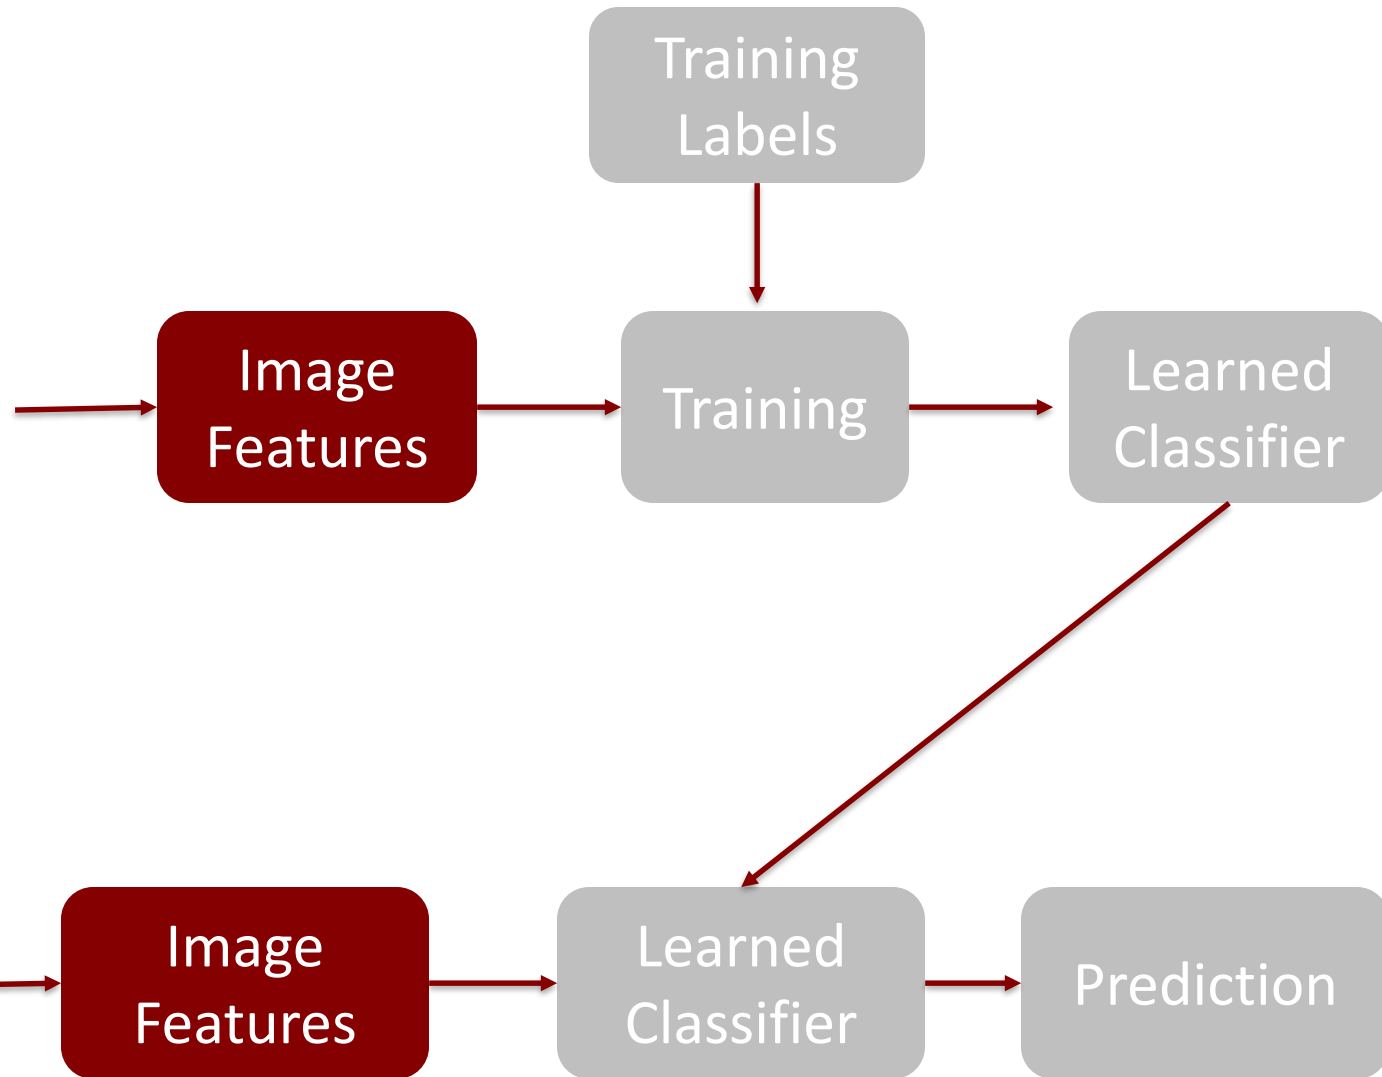 Training
Labels
Image
Features
Training
Learned
Classifier
Image
Features
Learned
Classifier
Prediction